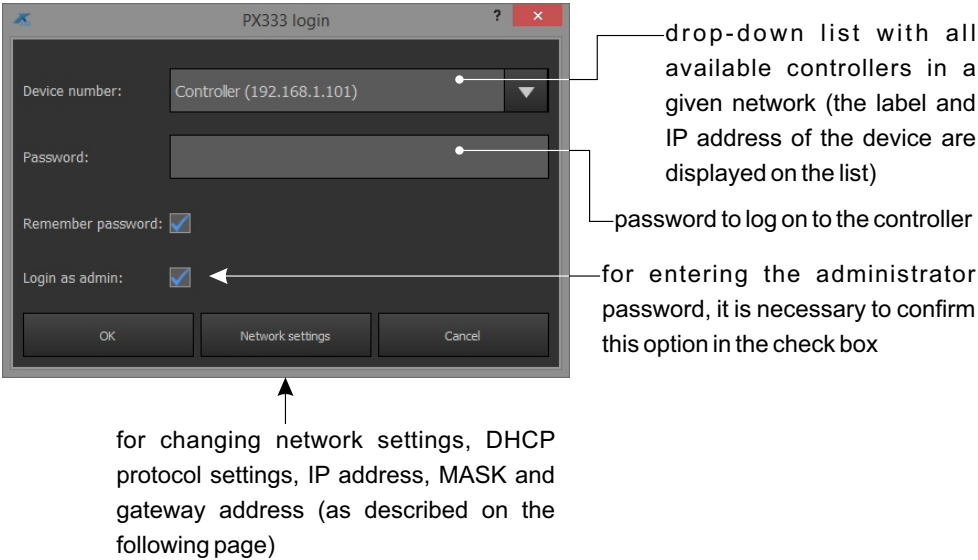 PX333 login
?
×
Device number:
Controller (192.168.1.101)
Password:
Remember password:
Login as admin:
OK
Network settings
Cancel
drop-down list with all
available controllers in a
given network (the label and
IP address of the device are
displayed on the list)
password to log on to the controller
for entering the administrator
password, it is necessary to confirm
this option in the check box
for changing network settings, DHCP
protocol settings, IP address, MASK and
gateway address (as described on the
following page)